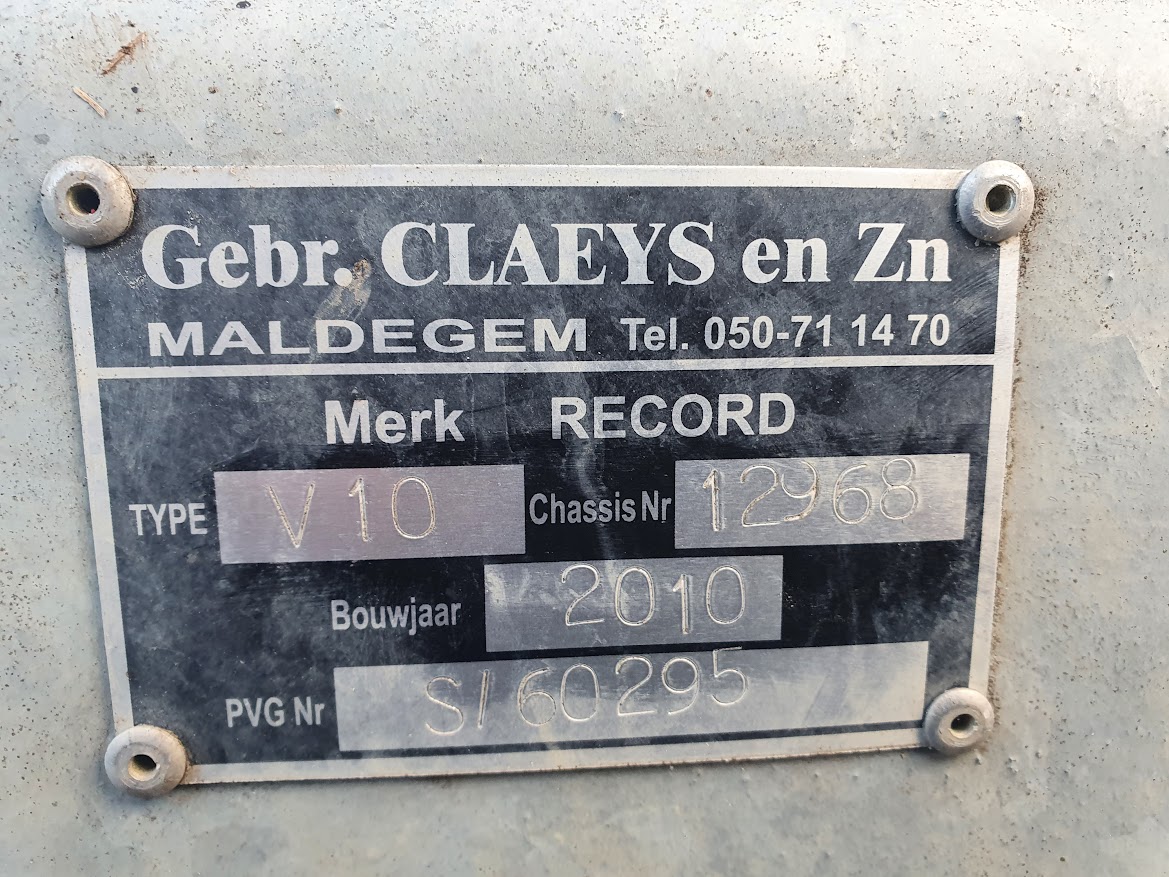 Gebr. CLAEYS en Zn
MALDEGEM Tel. 050-71 14 70
Merk RECORD
TYPE V10 Chassis Nr 12968
Bouwjaar 2010
PVG Nr S/60295